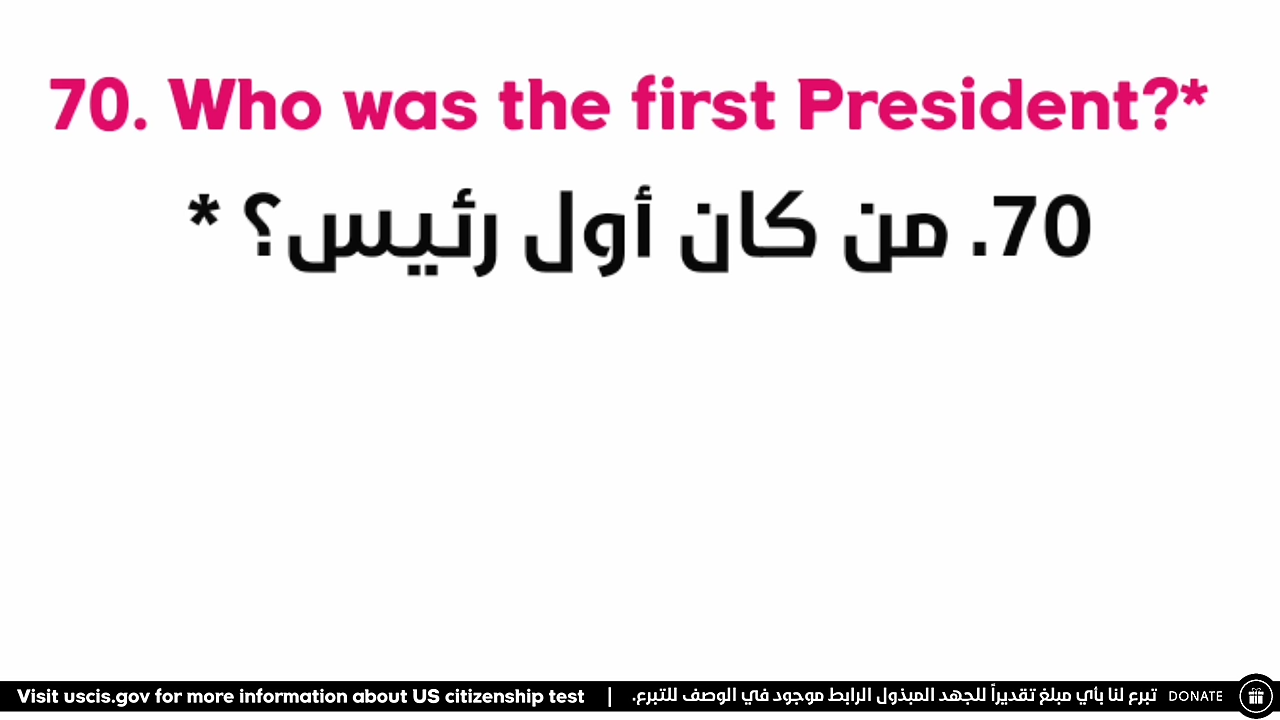 70. Who was the first President?*
70. من كان أول رئيس؟ *
Visit uscis.gov for more information about US citizenship test | تبرع لنا بأي مبلغ تقديراً للجهد المبذول الرابط موجود في الوصف للتبرع. DONATE